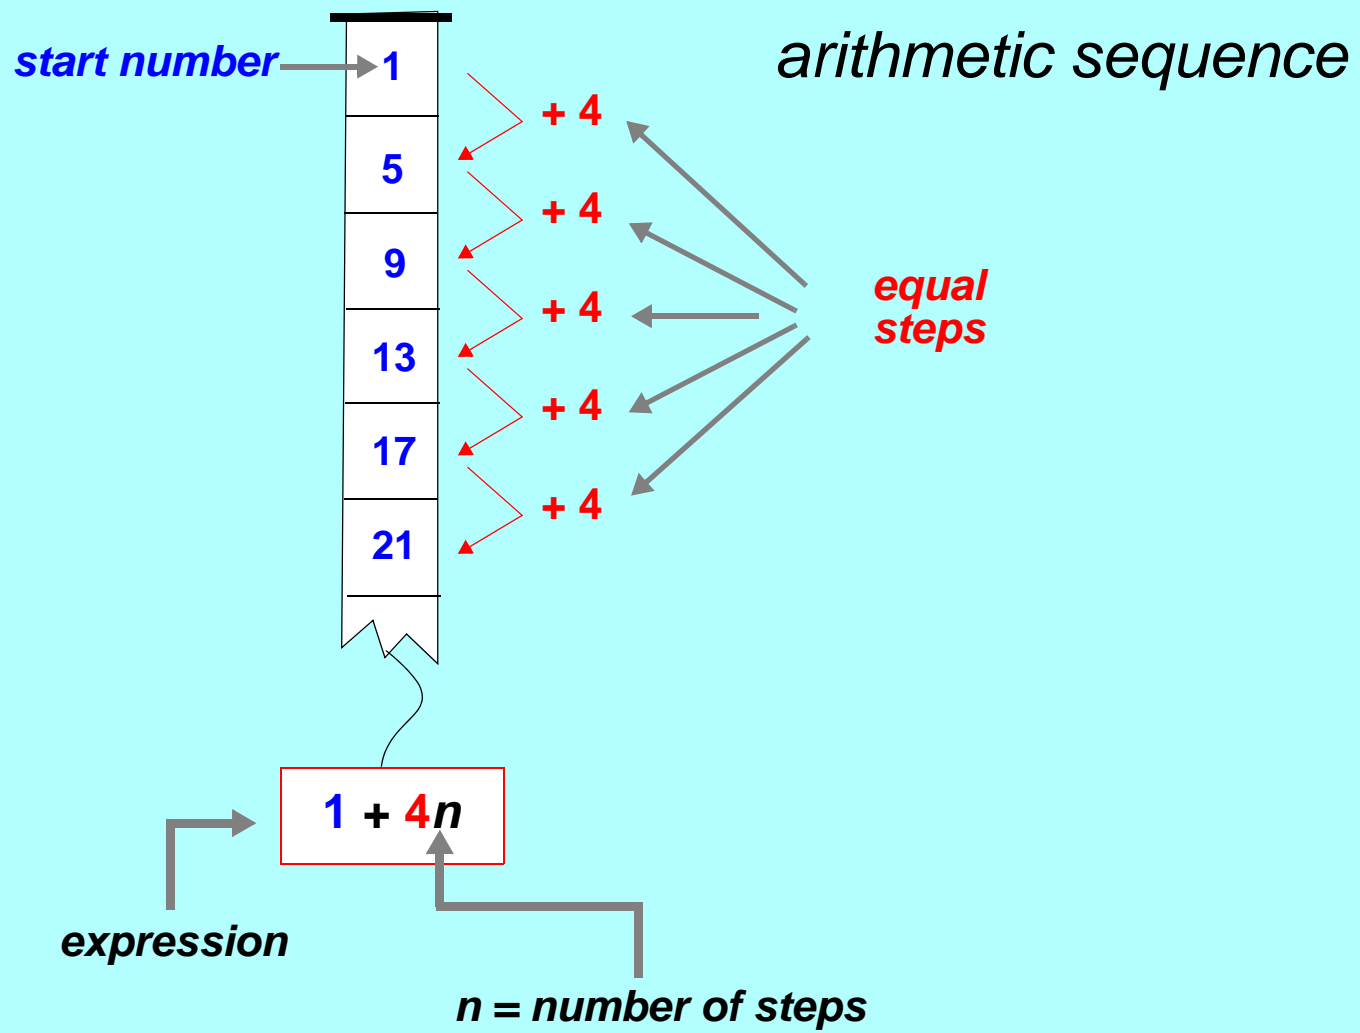 arithmetic sequence
start number
1
+ 4
5
+ 4
9
equal
steps
+ 4
13
+ 4
17
+ 4
21
1 + 4n
expression
n = number of steps